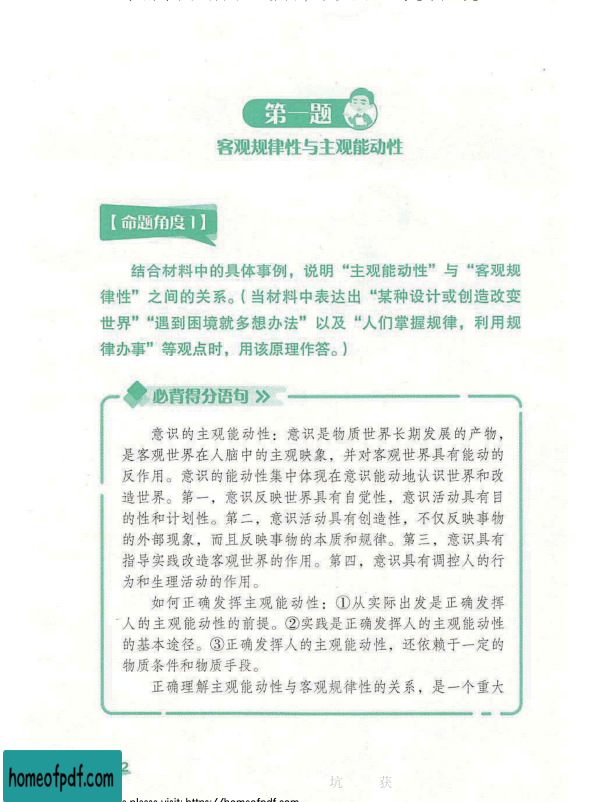 第一题
客观规律性与主观能动性
【命题角度1】
结合材料中的具体事例，说明“主观能动性”与“客观规
律性”之间的关系。（当材料中表达出“某种设计或创造改变
世界”“遇到困境就多想办法”以及“人们掌握规律，利用规
律办事”等观点时，用该原理作答。）
必背得分语句
意识的主观能动性：意识是物质世界长期发展的产物，
是客观世界在人脑中的主观映象，并对客观世界具有能动的
反作用。意识的能动性集中体现在意识能动地认识世界和改
造世界。第一，意识反映世界具有自觉性，意识活动具有目
的性和计划性。第二，意识活动具有创造性，不仅反映事物
的外部现象，而且反映事物的本质和规律。第三，意识具有
指导实践改造客观世界的作用。第四，意识具有调控人的行
为和生理活动的作用。
如何正确发挥主观能动性：①从实际出发是正确发挥
人的主观能动性的前提。②实践是正确发挥人的主观能动性
的基本途径。③正确发挥人的主观能动性，还依赖于一定的
物质条件和物质手段。
正确理解主观能动性与客观规律性的关系，是一个重大
2
homeofpdf.com
坑 获
please visit: https://homeofpdf.com